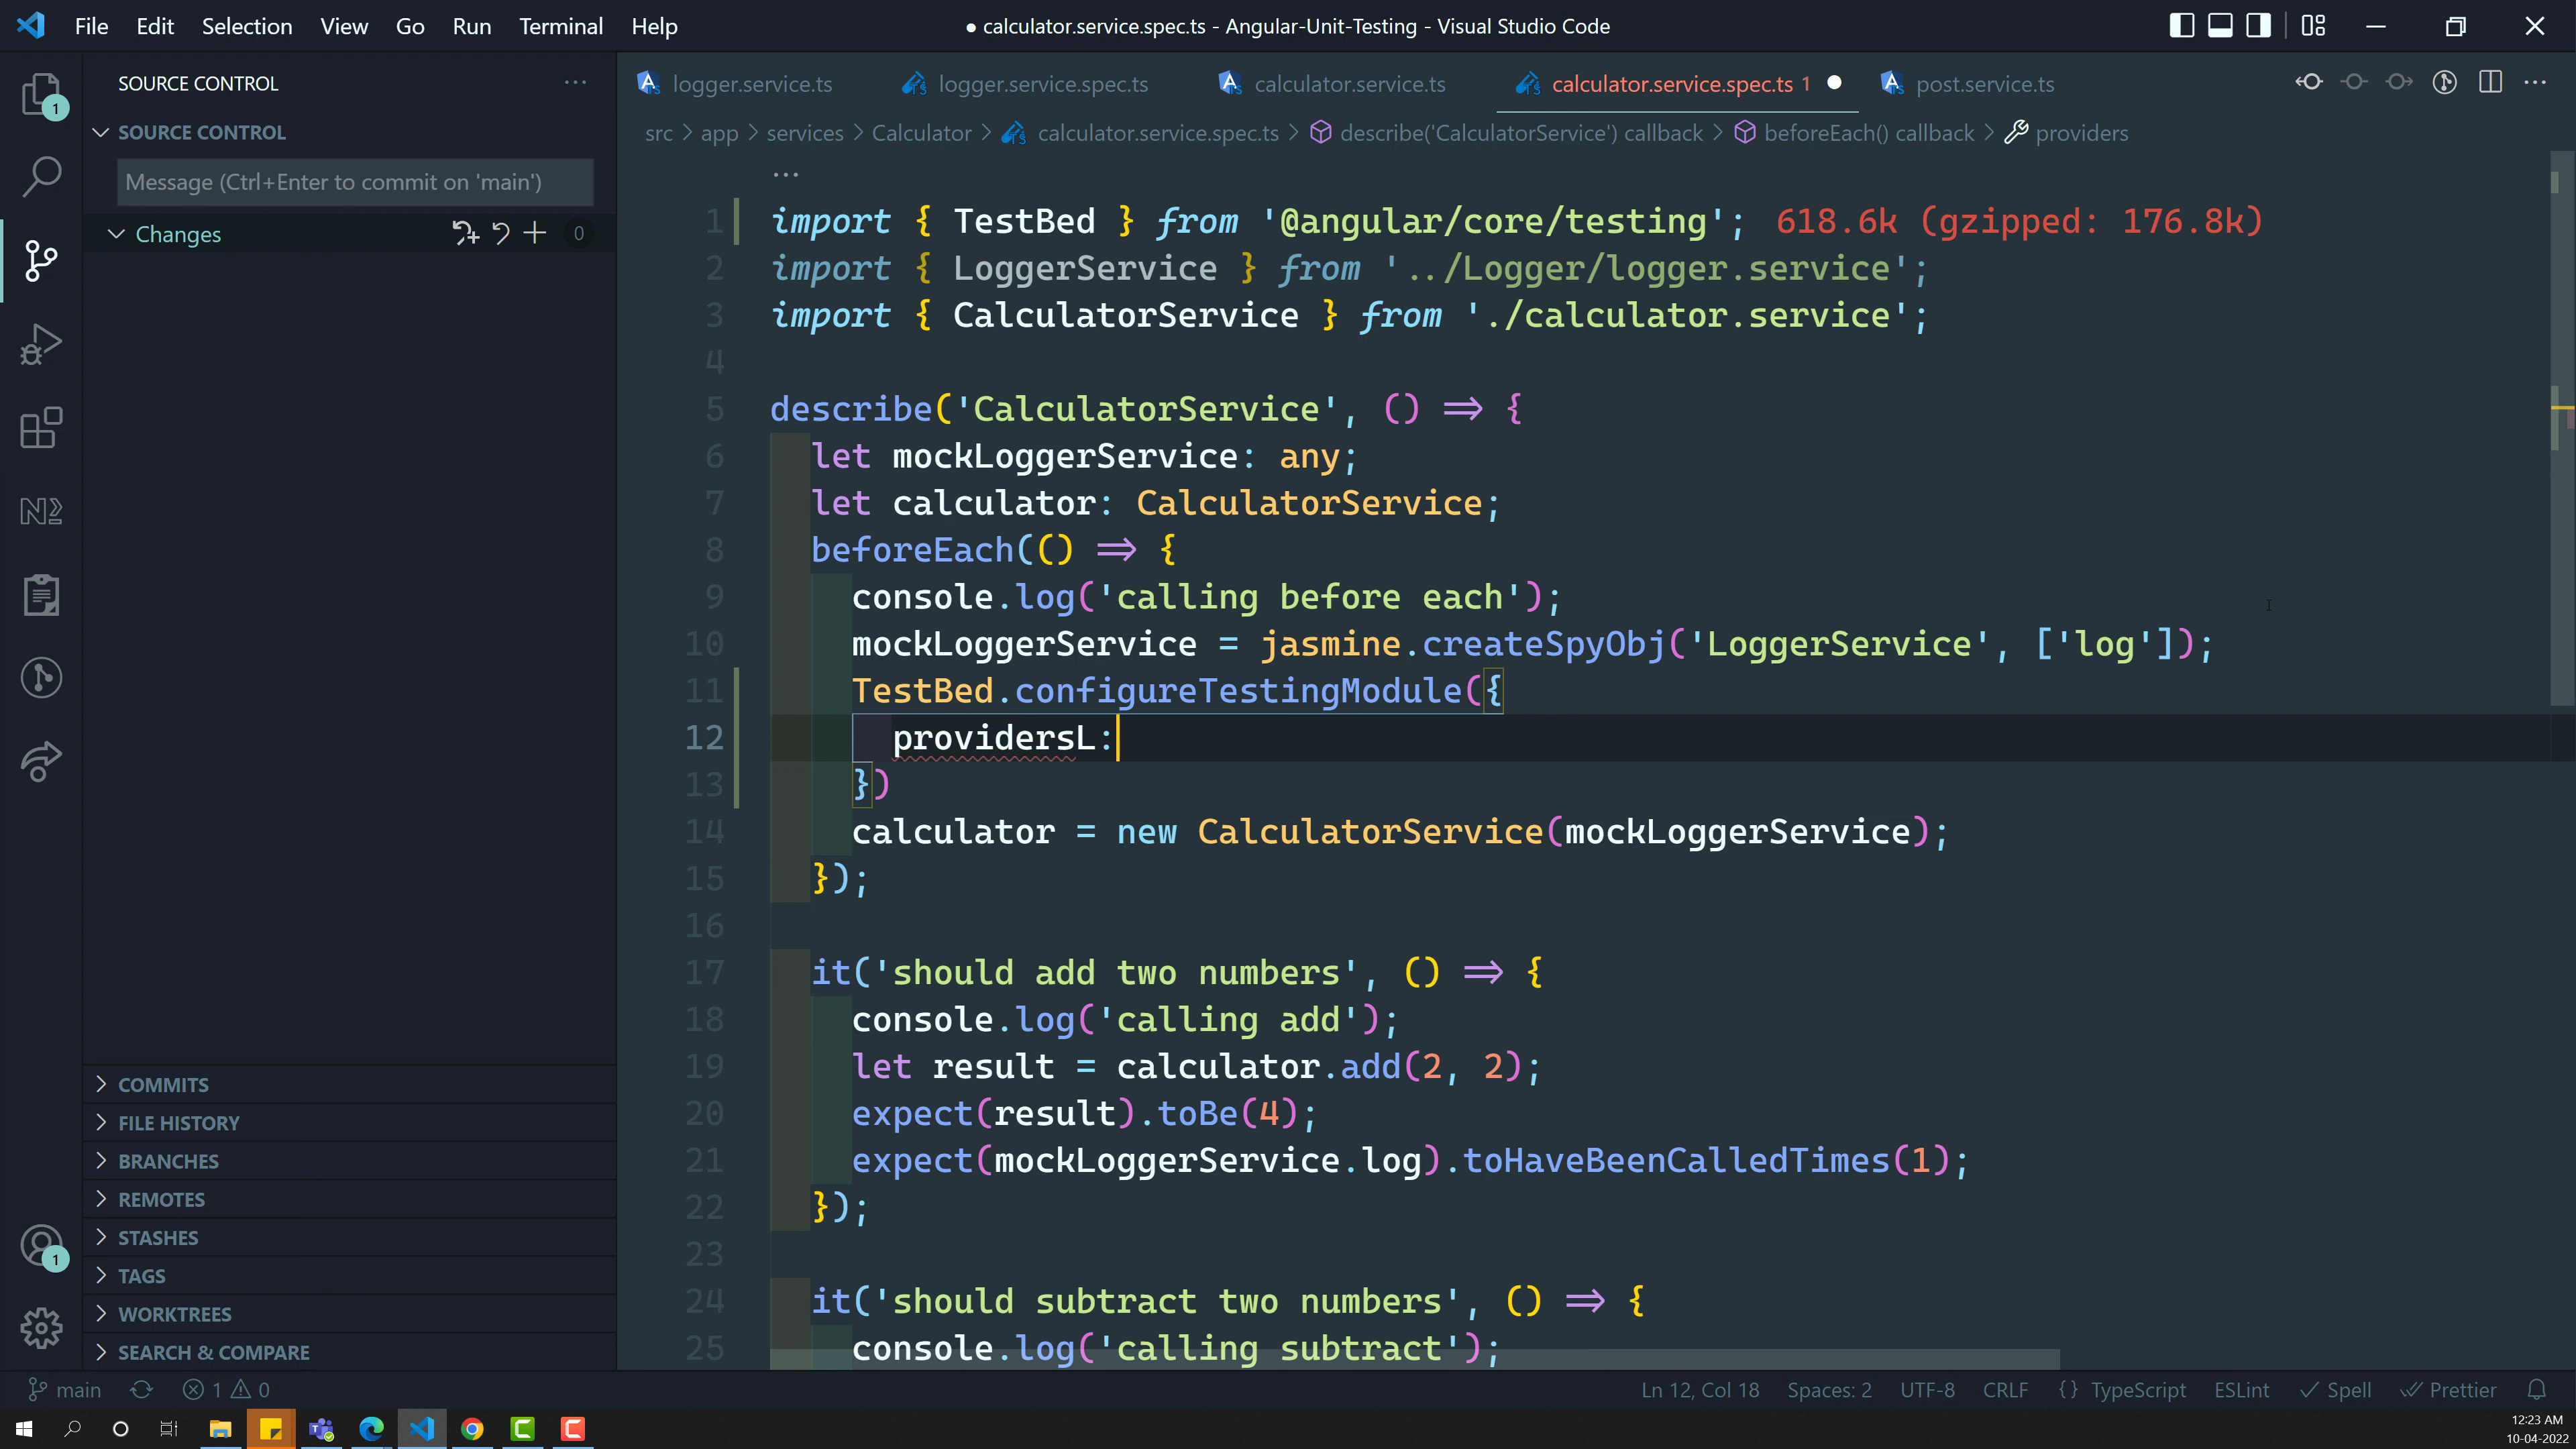 File Edit Selection View Go Run Terminal Help
● calculator.service.spec.ts - Angular-Unit-Testing - Visual Studio Code
SOURCE CONTROL
logger.service.ts
logger.service.spec.ts
calculator.service.ts
calculator.service.spec.ts 1
post.service.ts
SOURCE CONTROL
src > app > services > Calculator > calculator.service.spec.ts > describe('CalculatorService') callback > beforeEach() callback > providers
Message (Ctrl+Enter to commit on 'main')
Changes 0
1
1 import { TestBed } from '@angular/core/testing'; 618.6k (gzipped: 176.8k)
2 import { LoggerService } from '../Logger/logger.service';
3 import { CalculatorService } from './calculator.service';
4
5 describe('CalculatorService', () => {
6 let mockLoggerService: any;
7 let calculator: CalculatorService;
8 beforeEach(() => {
9 console.log('calling before each');
10 mockLoggerService = jasmine.createSpyObj('LoggerService', ['log']);
11 TestBed.configureTestingModule({
12 providersL:
13 })
14 calculator = new CalculatorService(mockLoggerService);
15 });
16
17 it('should add two numbers', () => {
18 console.log('calling add');
19 let result = calculator.add(2, 2);
20 expect(result).toBe(4);
21 expect(mockLoggerService.log).toHaveBeenCalledTimes(1);
22 });
23
24 it('should subtract two numbers', () => {
25 console.log('calling subtract');
COMMITS
FILE HISTORY
BRANCHES
REMOTES
STASHES
TAGS
WORKTREES
SEARCH & COMPARE
1
main 1 0
Ln 12, Col 18 Spaces: 2 UTF-8 CRLF {} TypeScript ESLint Spell Prettier
12:23 AM
10-04-2022